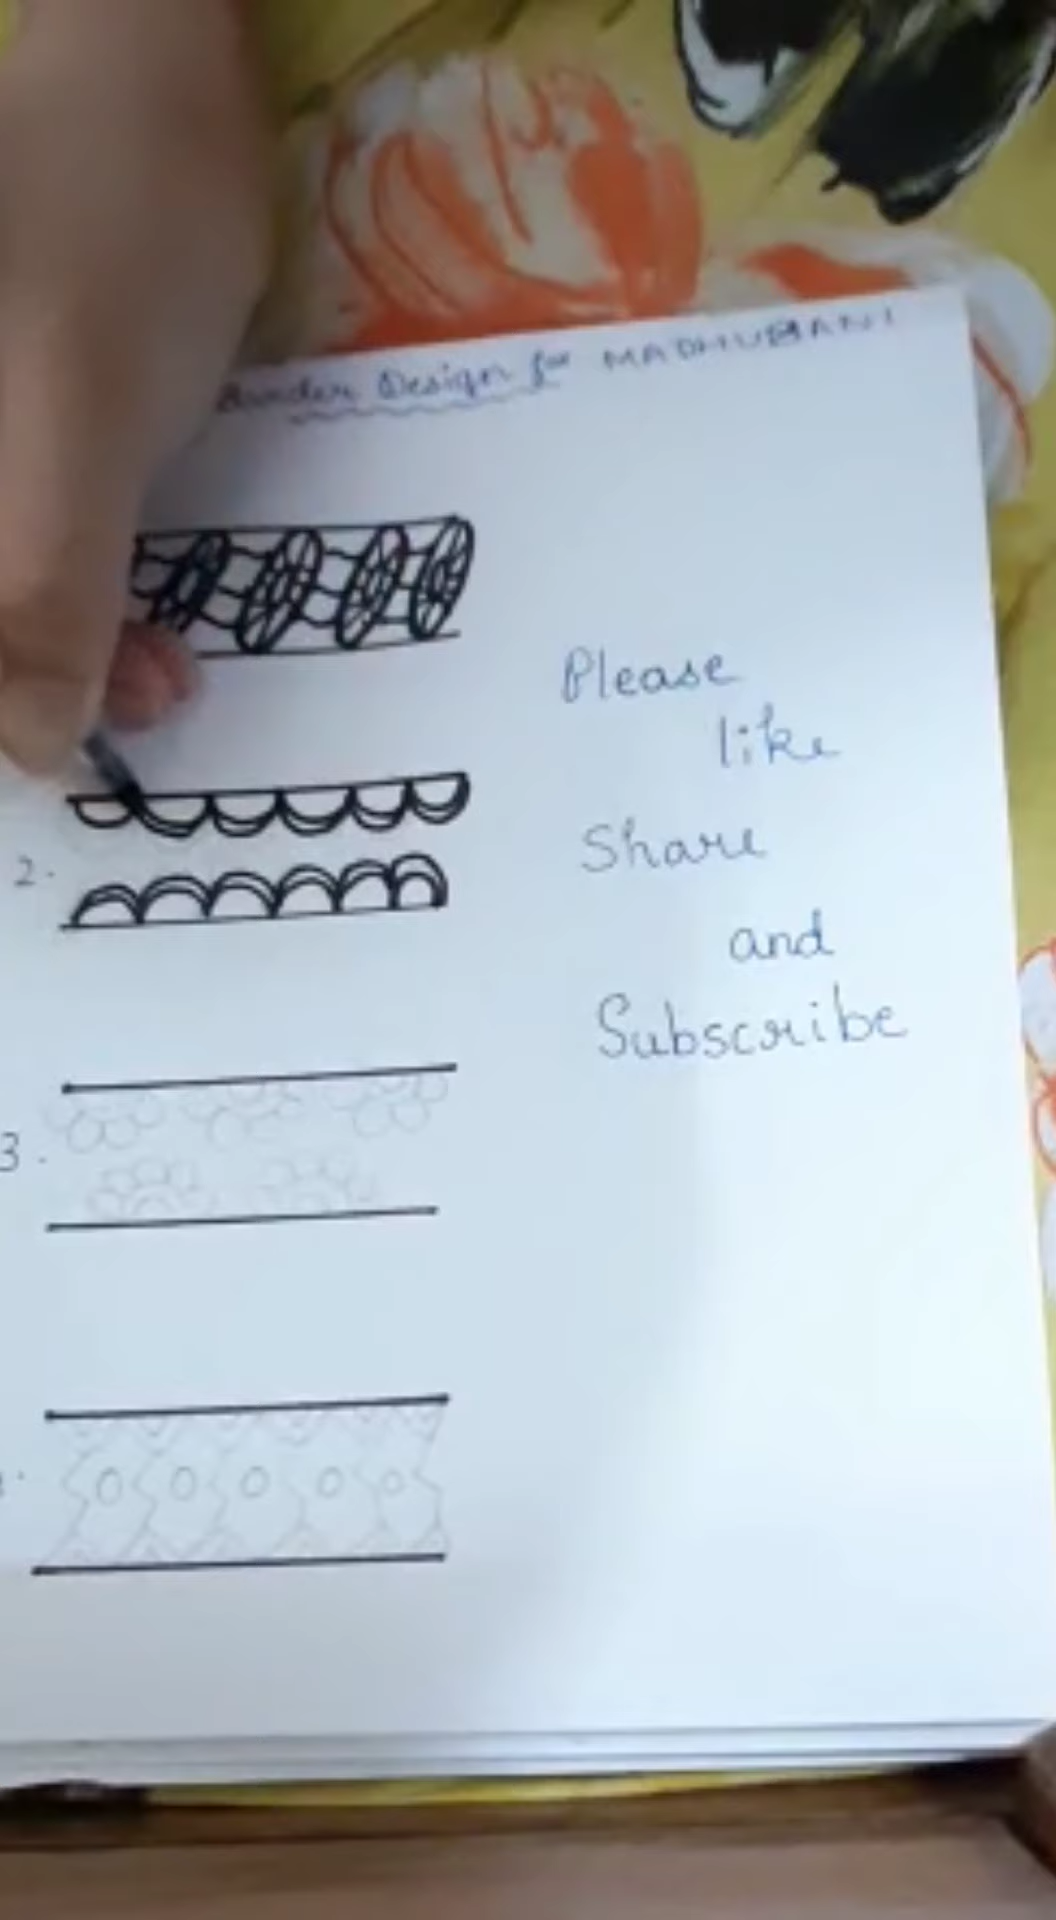 Border Design for MADHUBANI
Please
like
Share
and
Subscribe
2.
3.